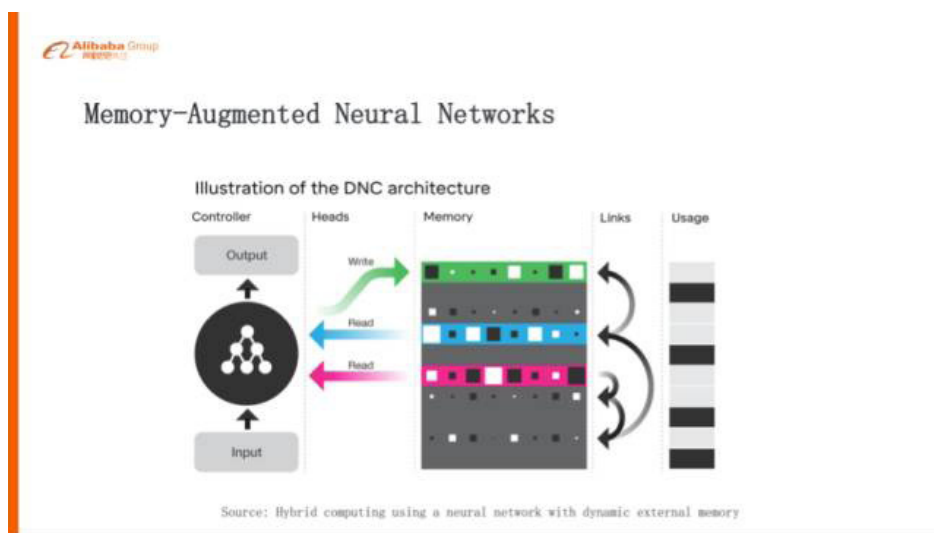 Alibaba Group
Memory-Augmented Neural Networks
Illustration of the DNC architecture
Controller Heads Memory Links Usage
Output
Write
Read
Read
Input
Source: Hybrid computing using a neural network with dynamic external memory